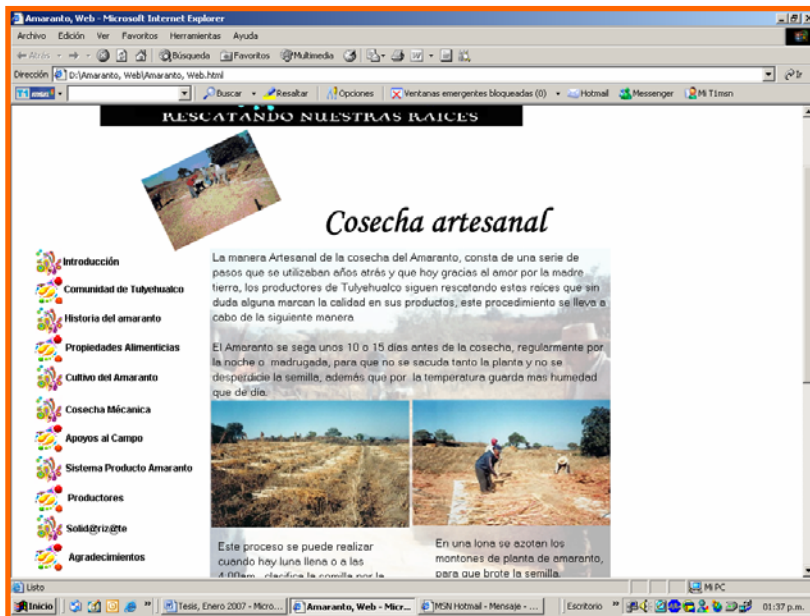 Amaranto, Web - Microsoft Internet Explorer
Archivo Edición Ver Favoritos Herramientas Ayuda
Atrás Búsqueda Favoritos Multimedia
Dirección D:\Amaranto, Web\Amaranto, Web.html Ir
Buscar Resaltar Opciones Ventanas emergentes bloqueadas (0) Hotmail Messenger Mi T1msn
RESCATANDO NUESTRAS RAICES
Cosecha artesanal
Introducción
Comunidad de Tulyehualco
Historia del amaranto
Propiedades Alimenticias
Cultivo del Amaranto
Cosecha Mécanica
Apoyos al Campo
Sistema Producto Amaranto
Productores
Solid@riz@te
Agradecimientos
La manera Artesanal de la cosecha del Amaranto, consta de una serie de
pasos que se utilizaban años atrás y que hoy gracias al amor por la madre
tierra, los productores de Tulyehualco siguen rescatando estas raíces que sin
duda alguna marcan la calidad en sus productos, este procedimiento se lleva a
cabo de la siguiente manera
El Amaranto se sega unos 10 o 15 días antes de la cosecha, regularmente por
la noche o madrugada, para que no se sacuda tanto la planta y no se
desperdicie la semilla, además que por la temperatura guarda mas humedad
que de día.
Este proceso se puede realizar
cuando hay luna llena o a las
4:00am, clasifica la semilla por la
En una lona se azotan los
montones de planta de amaranto,
para que brote la semilla.
Listo Mi PC
Inicio Tesis, Enero 2007 - Micro... Amaranto, Web - Micr... MSN Hotmail - Mensaje - ... Escritorio 01:37 p.m.